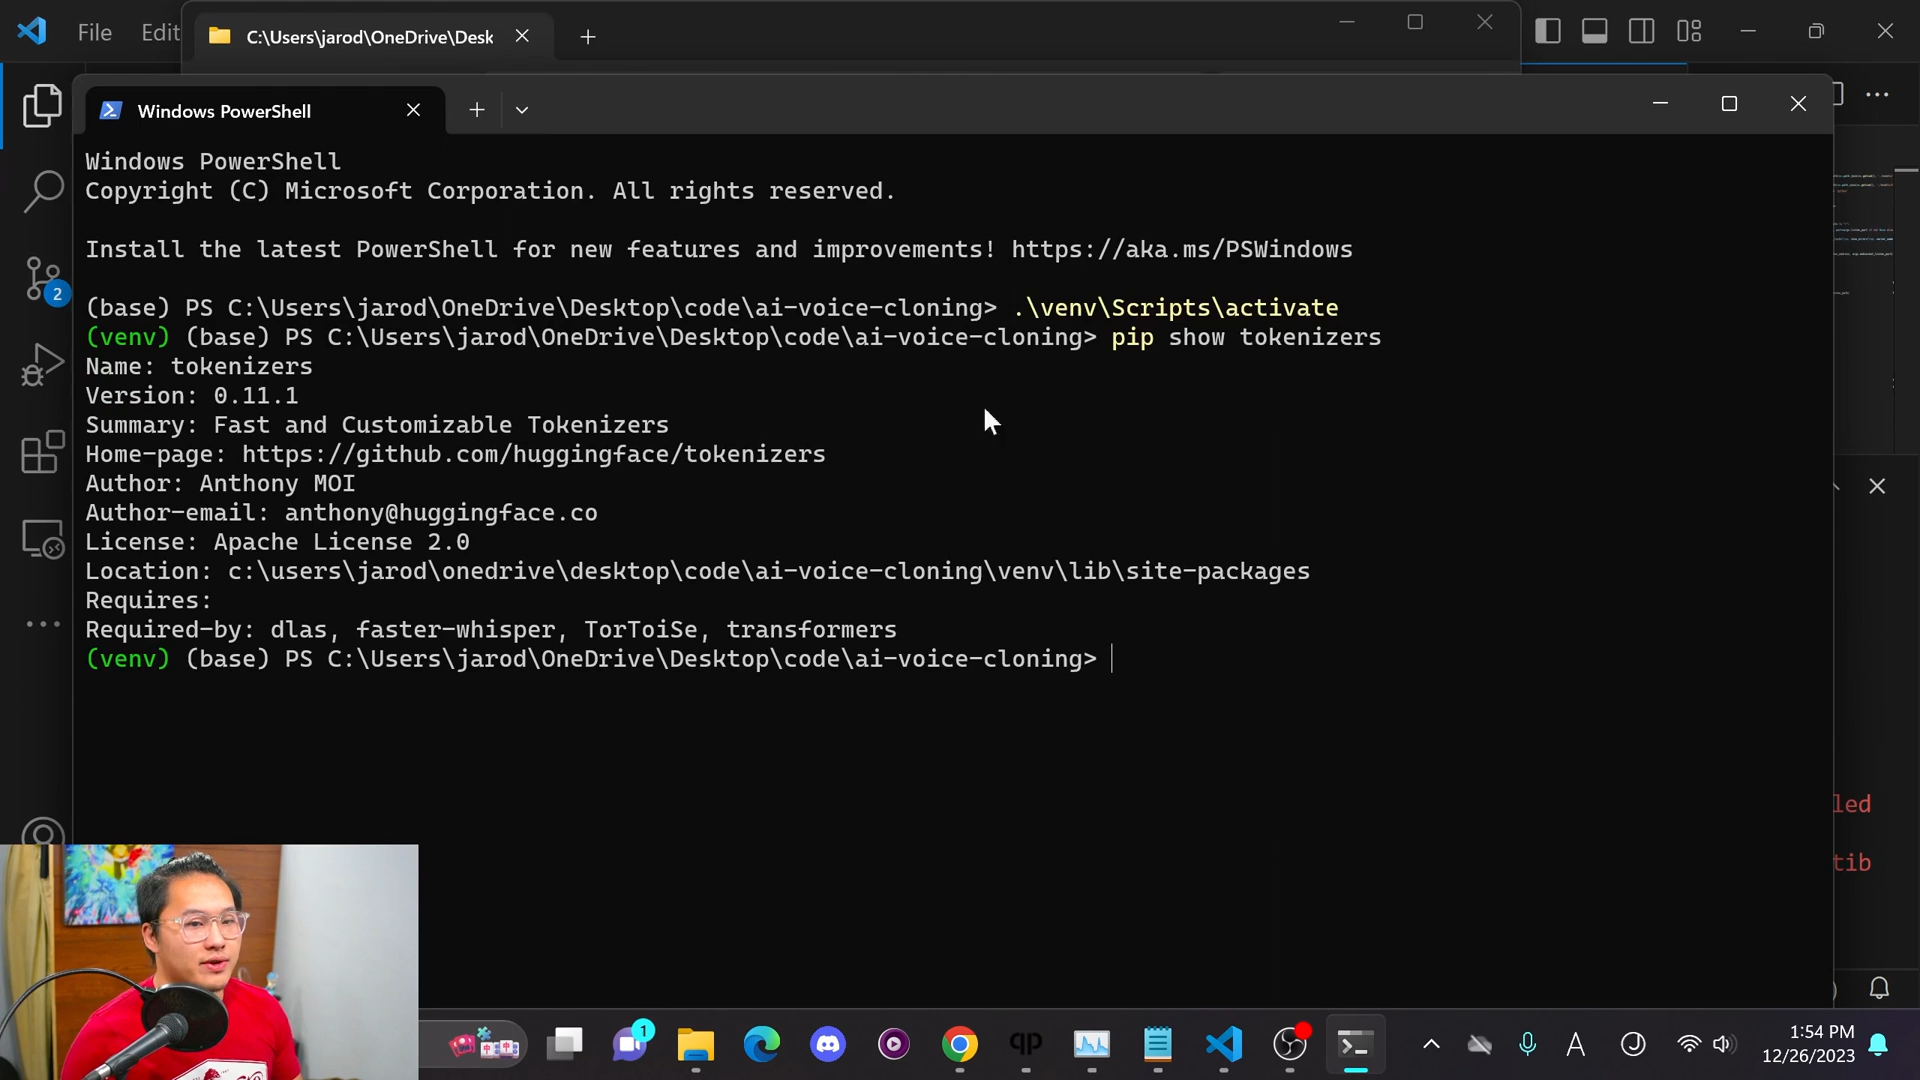 File
Edit
C:\Users\jarod\OneDrive\Desk
Windows PowerShell
Windows PowerShell
Copyright (C) Microsoft Corporation. All rights reserved.
Install the latest PowerShell for new features and improvements! https://aka.ms/PSWindows
(base) PS C:\Users\jarod\OneDrive\Desktop\code\ai-voice-cloning> .\venv\Scripts\activate
(venv) (base) PS C:\Users\jarod\OneDrive\Desktop\code\ai-voice-cloning> pip show tokenizers
Name: tokenizers
Version: 0.11.1
Summary: Fast and Customizable Tokenizers
Home-page: https://github.com/huggingface/tokenizers
Author: Anthony MOI
Author-email: anthony@huggingface.co
License: Apache License 2.0
Location: c:\users\jarod\onedrive\desktop\code\ai-voice-cloning\venv\lib\site-packages
Requires:
Required-by: dlas, faster-whisper, TorToiSe, transformers
(venv) (base) PS C:\Users\jarod\OneDrive\Desktop\code\ai-voice-cloning>
2
led
tib
1
A
J
1:54 PM
12/26/2023